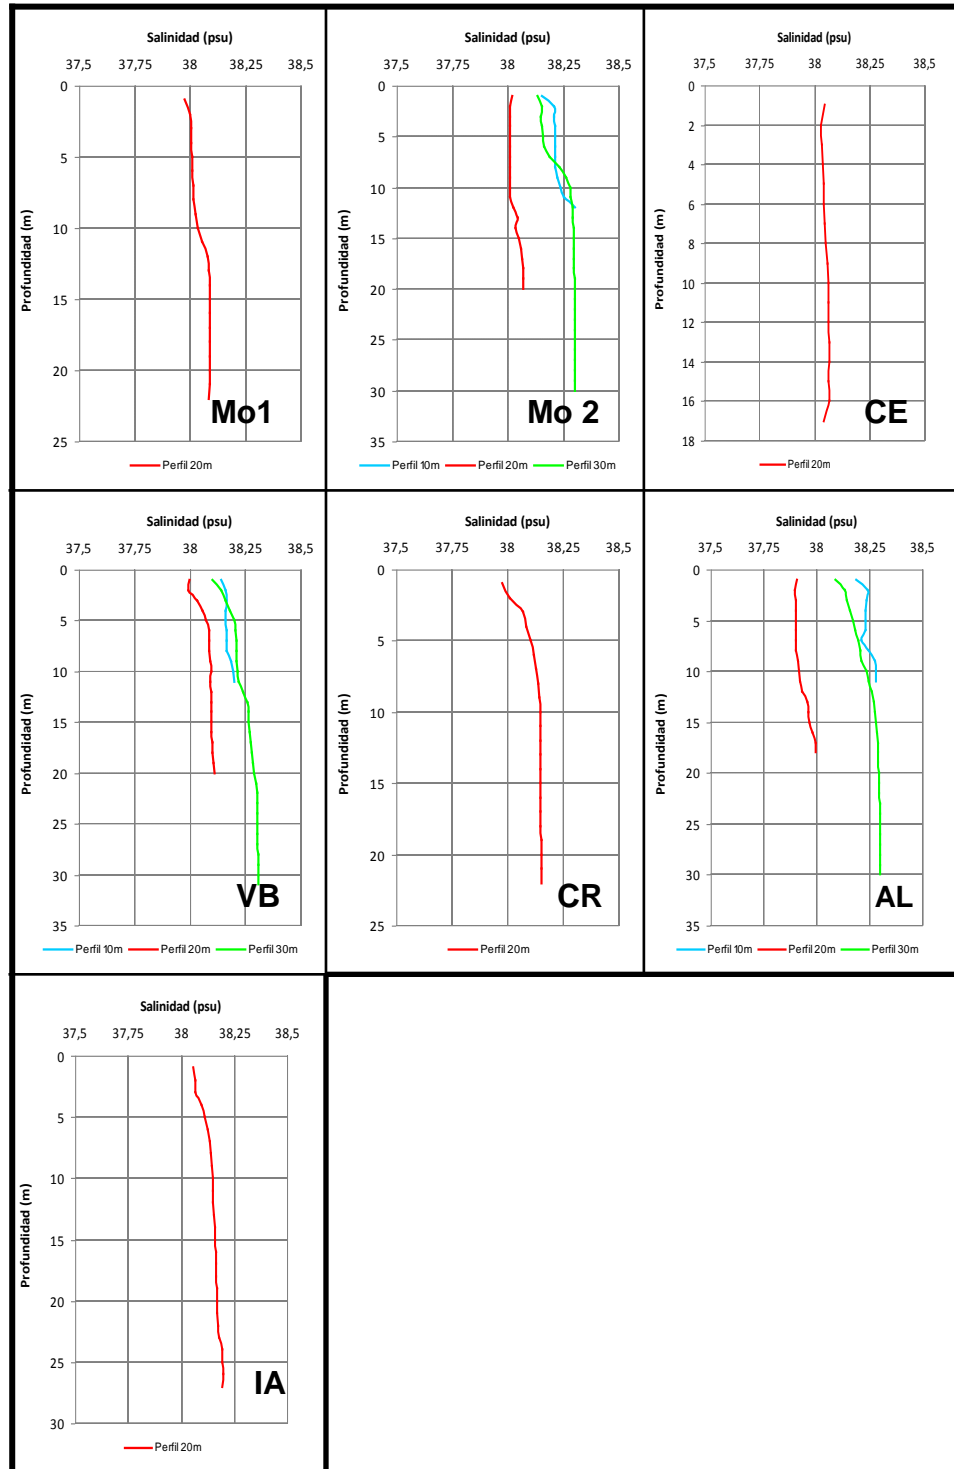 Salinidad (psu)
37,5 37,75 38 38,25 38,5
0
5
10
15
20
25
Profundidad (m)
Mo1
Perfil 20m
Salinidad (psu)
37,5 37,75 38 38,25 38,5
0
5
10
15
20
25
30
35
Profundidad (m)
Mo 2
Perfil 10m Perfil 20m Perfil 30m
Salinidad (psu)
37,5 37,75 38 38,25 38,5
0
2
4
6
8
10
12
14
16
18
Profundidad (m)
CE
Perfil 20m
Salinidad (psu)
37,5 37,75 38 38,25 38,5
0
5
10
15
20
25
30
35
Profundidad (m)
VB
Perfil 10m Perfil 20m Perfil 30m
Salinidad (psu)
37,5 37,75 38 38,25 38,5
0
5
10
15
20
25
Profundidad (m)
CR
Perfil 20m
Salinidad (psu)
37,5 37,75 38 38,25 38,5
0
5
10
15
20
25
30
35
Profundidad (m)
AL
Perfil 10m Perfil 20m Perfil 30m
Salinidad (psu)
37,5 37,75 38 38,25 38,5
0
5
10
15
20
25
30
Profundidad (m)
IA
Perfil 20m